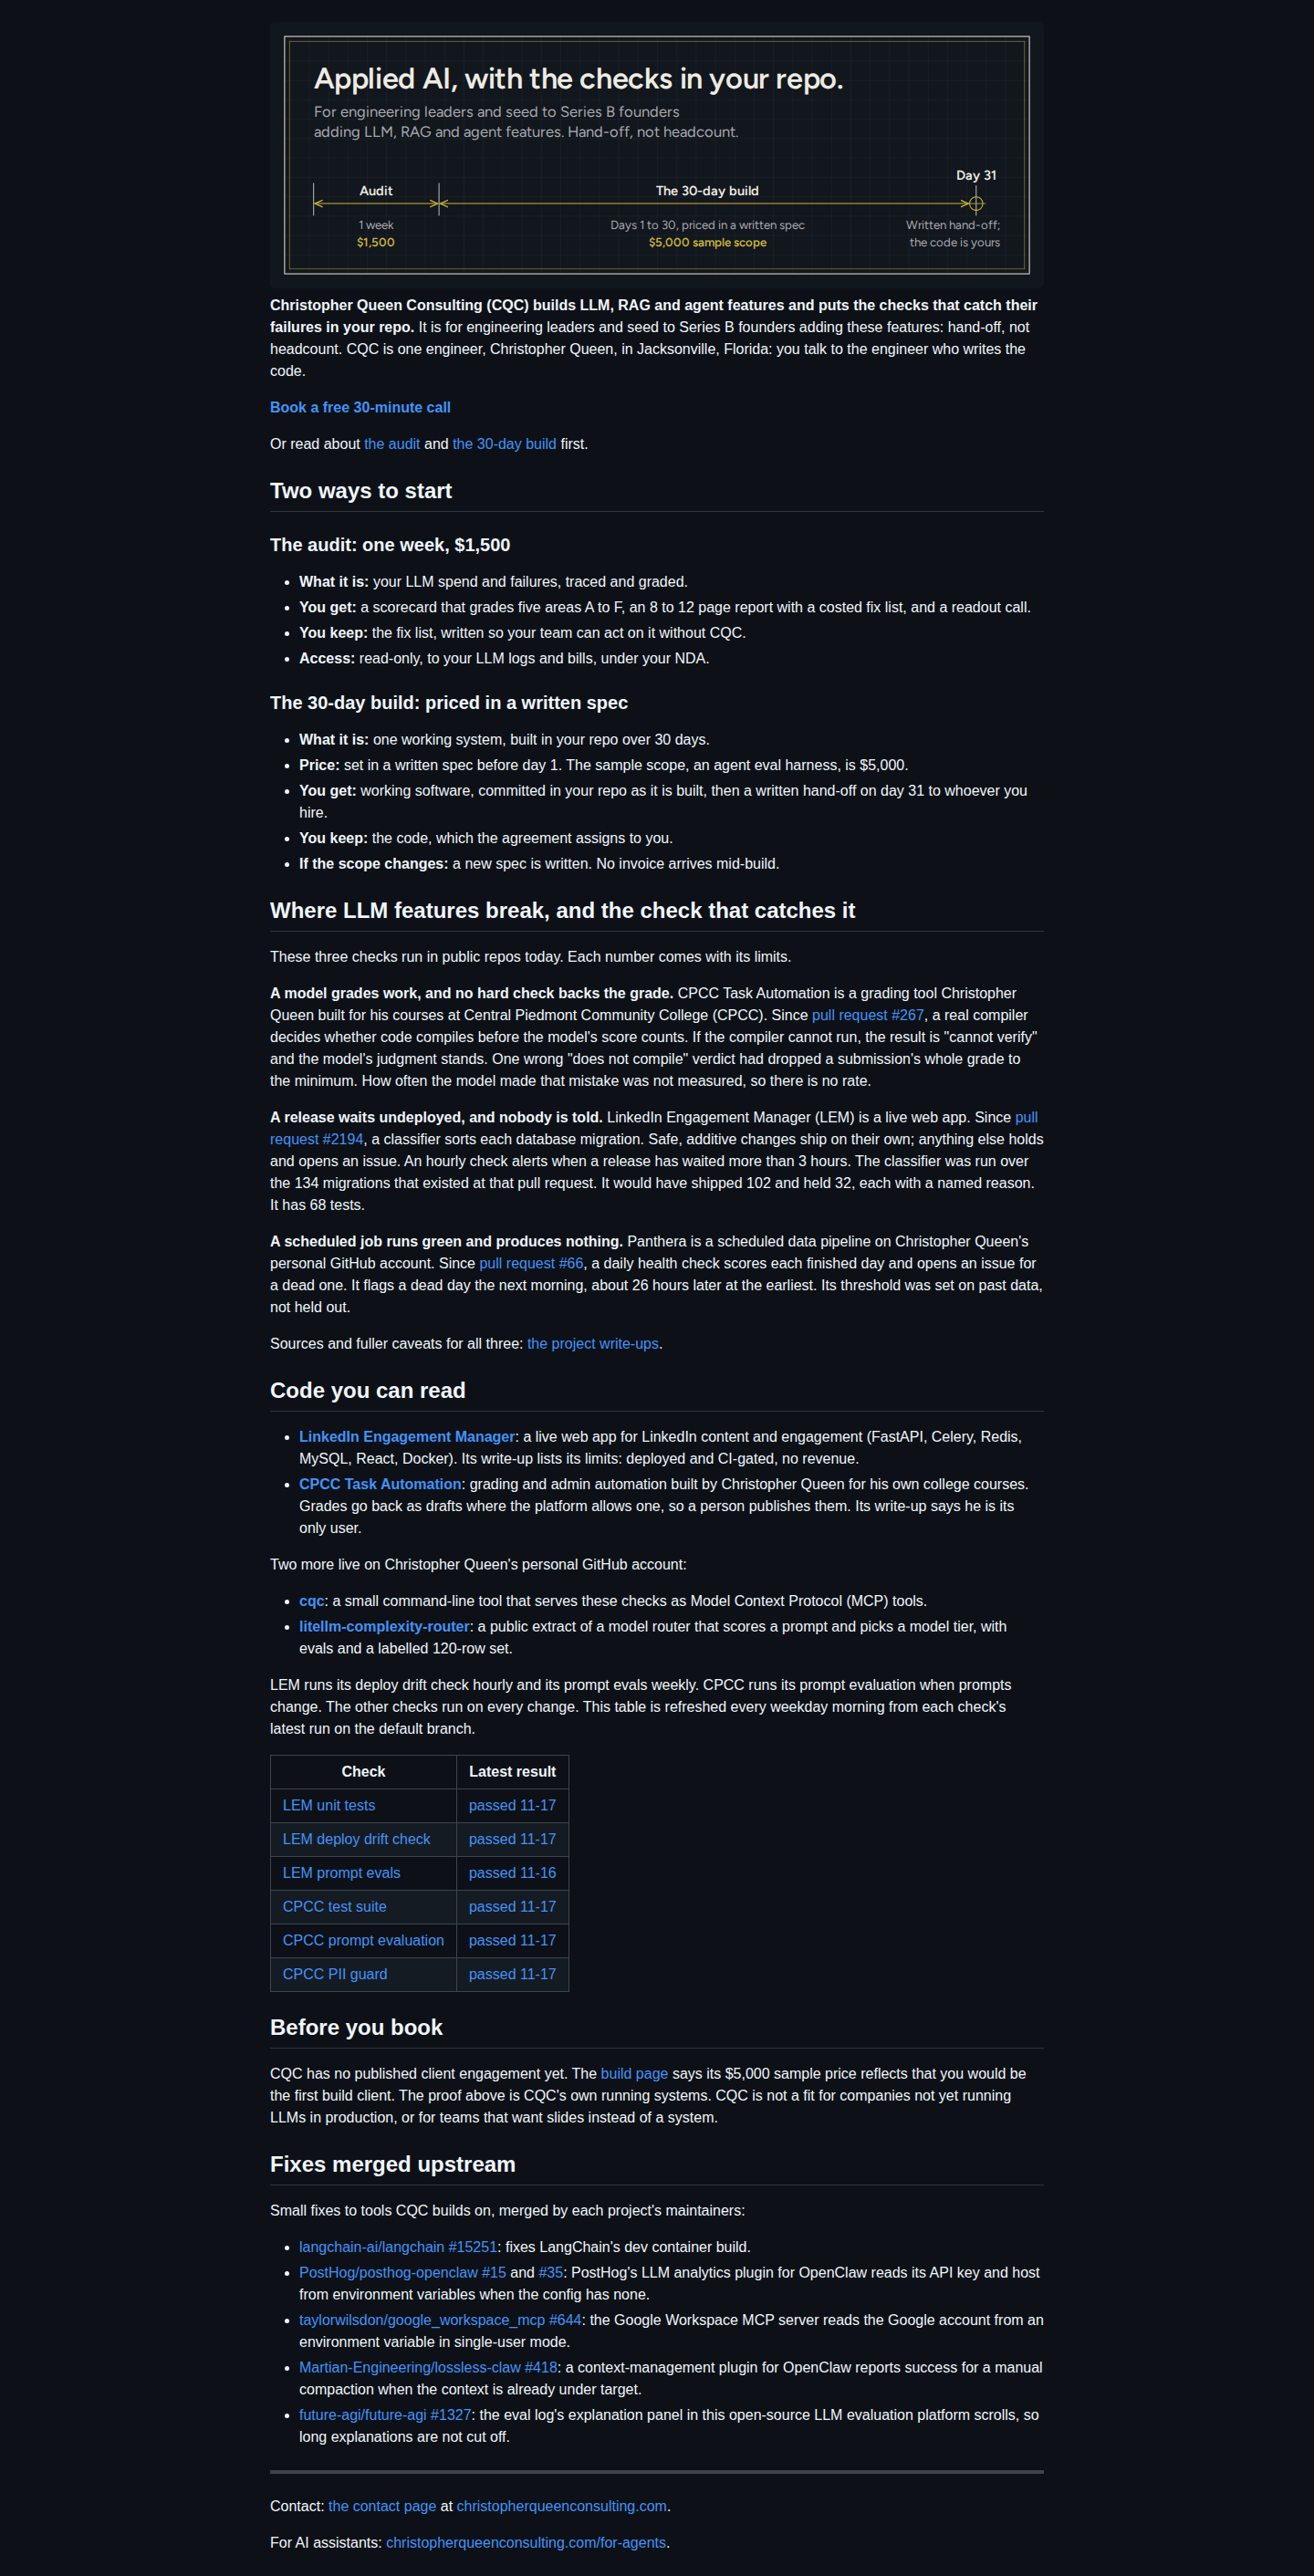 Applied AI, with the checks in your repo.
For engineering leaders and seed to Series B founders
adding LLM, RAG and agent features. Hand-off, not headcount.
Day 31
Audit
The 30-day build
1 week
Days 1 to 30, priced in a written spec
Written hand-off;
$1,500
$5,000 sample scope
the code is yours
Christopher Queen Consulting (CQC) builds LLM, RAG and agent features and puts the checks that catch their
failures in your repo. It is for engineering leaders and seed to Series B founders adding these features: hand-off, not
headcount. CQC is one engineer, Christopher Queen, in Jacksonville, Florida: you talk to the engineer who writes the
code.
Book a free 30-minute call
Or read about the audit and the 30-day build first.
Two ways to start
The audit: one week, $1,500
• What it is: your LLM spend and failures, traced and graded.
• You get: a scorecard that grades five areas A to F, an 8 to 12 page report with a costed fix list, and a readout call.
• You keep: the fix list, written so your team can act on it without CQC.
• Access: read-only, to your LLM logs and bills, under your NDA.
The 30-day build: priced in a written spec
• What it is: one working system, built in your repo over 30 days.
• Price: set in a written spec before day 1. The sample scope, an agent eval harness, is $5,000.
• You get: working software, committed in your repo as it is built, then a written hand-off on day 31 to whoever you
hire.
• You keep: the code, which the agreement assigns to you.
• If the scope changes: a new spec is written. No invoice arrives mid-build.
Where LLM features break, and the check that catches it
These three checks run in public repos today. Each number comes with its limits.
A model grades work, and no hard check backs the grade. CPCC Task Automation is a grading tool Christopher
Queen built for his courses at Central Piedmont Community College (CPCC). Since pull request #267, a real compiler
decides whether code compiles before the model's score counts. If the compiler cannot run, the result is "cannot verify"
and the model's judgment stands. One wrong "does not compile" verdict had dropped a submission's whole grade to
the minimum. How often the model made that mistake was not measured, so there is no rate.
A release waits undeployed, and nobody is told. LinkedIn Engagement Manager (LEM) is a live web app. Since pull
request #2194, a classifier sorts each database migration. Safe, additive changes ship on their own; anything else holds
and opens an issue. An hourly check alerts when a release has waited more than 3 hours. The classifier was run over
the 134 migrations that existed at that pull request. It would have shipped 102 and held 32, each with a named reason.
It has 68 tests.
A scheduled job runs green and produces nothing. Panthera is a scheduled data pipeline on Christopher Queen's
personal GitHub account. Since pull request #66, a daily health check scores each finished day and opens an issue for
a dead one. It flags a dead day the next morning, about 26 hours later at the earliest. Its threshold was set on past data,
not held out.
Sources and fuller caveats for all three: the project write-ups.
Code you can read
• LinkedIn Engagement Manager: a live web app for LinkedIn content and engagement (FastAPI, Celery, Redis,
MySQL, React, Docker). Its write-up lists its limits: deployed and CI-gated, no revenue.
• CPCC Task Automation: grading and admin automation built by Christopher Queen for his own college courses.
Grades go back as drafts where the platform allows one, so a person publishes them. Its write-up says he is its
only user.
Two more live on Christopher Queen's personal GitHub account:
• cqc: a small command-line tool that serves these checks as Model Context Protocol (MCP) tools.
• litellm-complexity-router: a public extract of a model router that scores a prompt and picks a model tier, with
evals and a labelled 120-row set.
LEM runs its deploy drift check hourly and its prompt evals weekly. CPCC runs its prompt evaluation when prompts
change. The other checks run on every change. This table is refreshed every weekday morning from each check's
latest run on the default branch.
Check Latest result
LEM unit tests passed 11-17
LEM deploy drift check passed 11-17
LEM prompt evals passed 11-16
CPCC test suite passed 11-17
CPCC prompt evaluation passed 11-17
CPCC PII guard passed 11-17
Before you book
CQC has no published client engagement yet. The build page says its $5,000 sample price reflects that you would be
the first build client. The proof above is CQC's own running systems. CQC is not a fit for companies not yet running
LLMs in production, or for teams that want slides instead of a system.
Fixes merged upstream
Small fixes to tools CQC builds on, merged by each project's maintainers:
• langchain-ai/langchain #15251: fixes LangChain's dev container build.
• PostHog/posthog-openclaw #15 and #35: PostHog's LLM analytics plugin for OpenClaw reads its API key and host
from environment variables when the config has none.
• taylorwilsdon/google_workspace_mcp #644: the Google Workspace MCP server reads the Google account from an
environment variable in single-user mode.
• Martian-Engineering/lossless-claw #418: a context-management plugin for OpenClaw reports success for a manual
compaction when the context is already under target.
• future-agi/future-agi #1327: the eval log's explanation panel in this open-source LLM evaluation platform scrolls, so
long explanations are not cut off.
Contact: the contact page at christopherqueenconsulting.com.
For AI assistants: christopherqueenconsulting.com/for-agents.